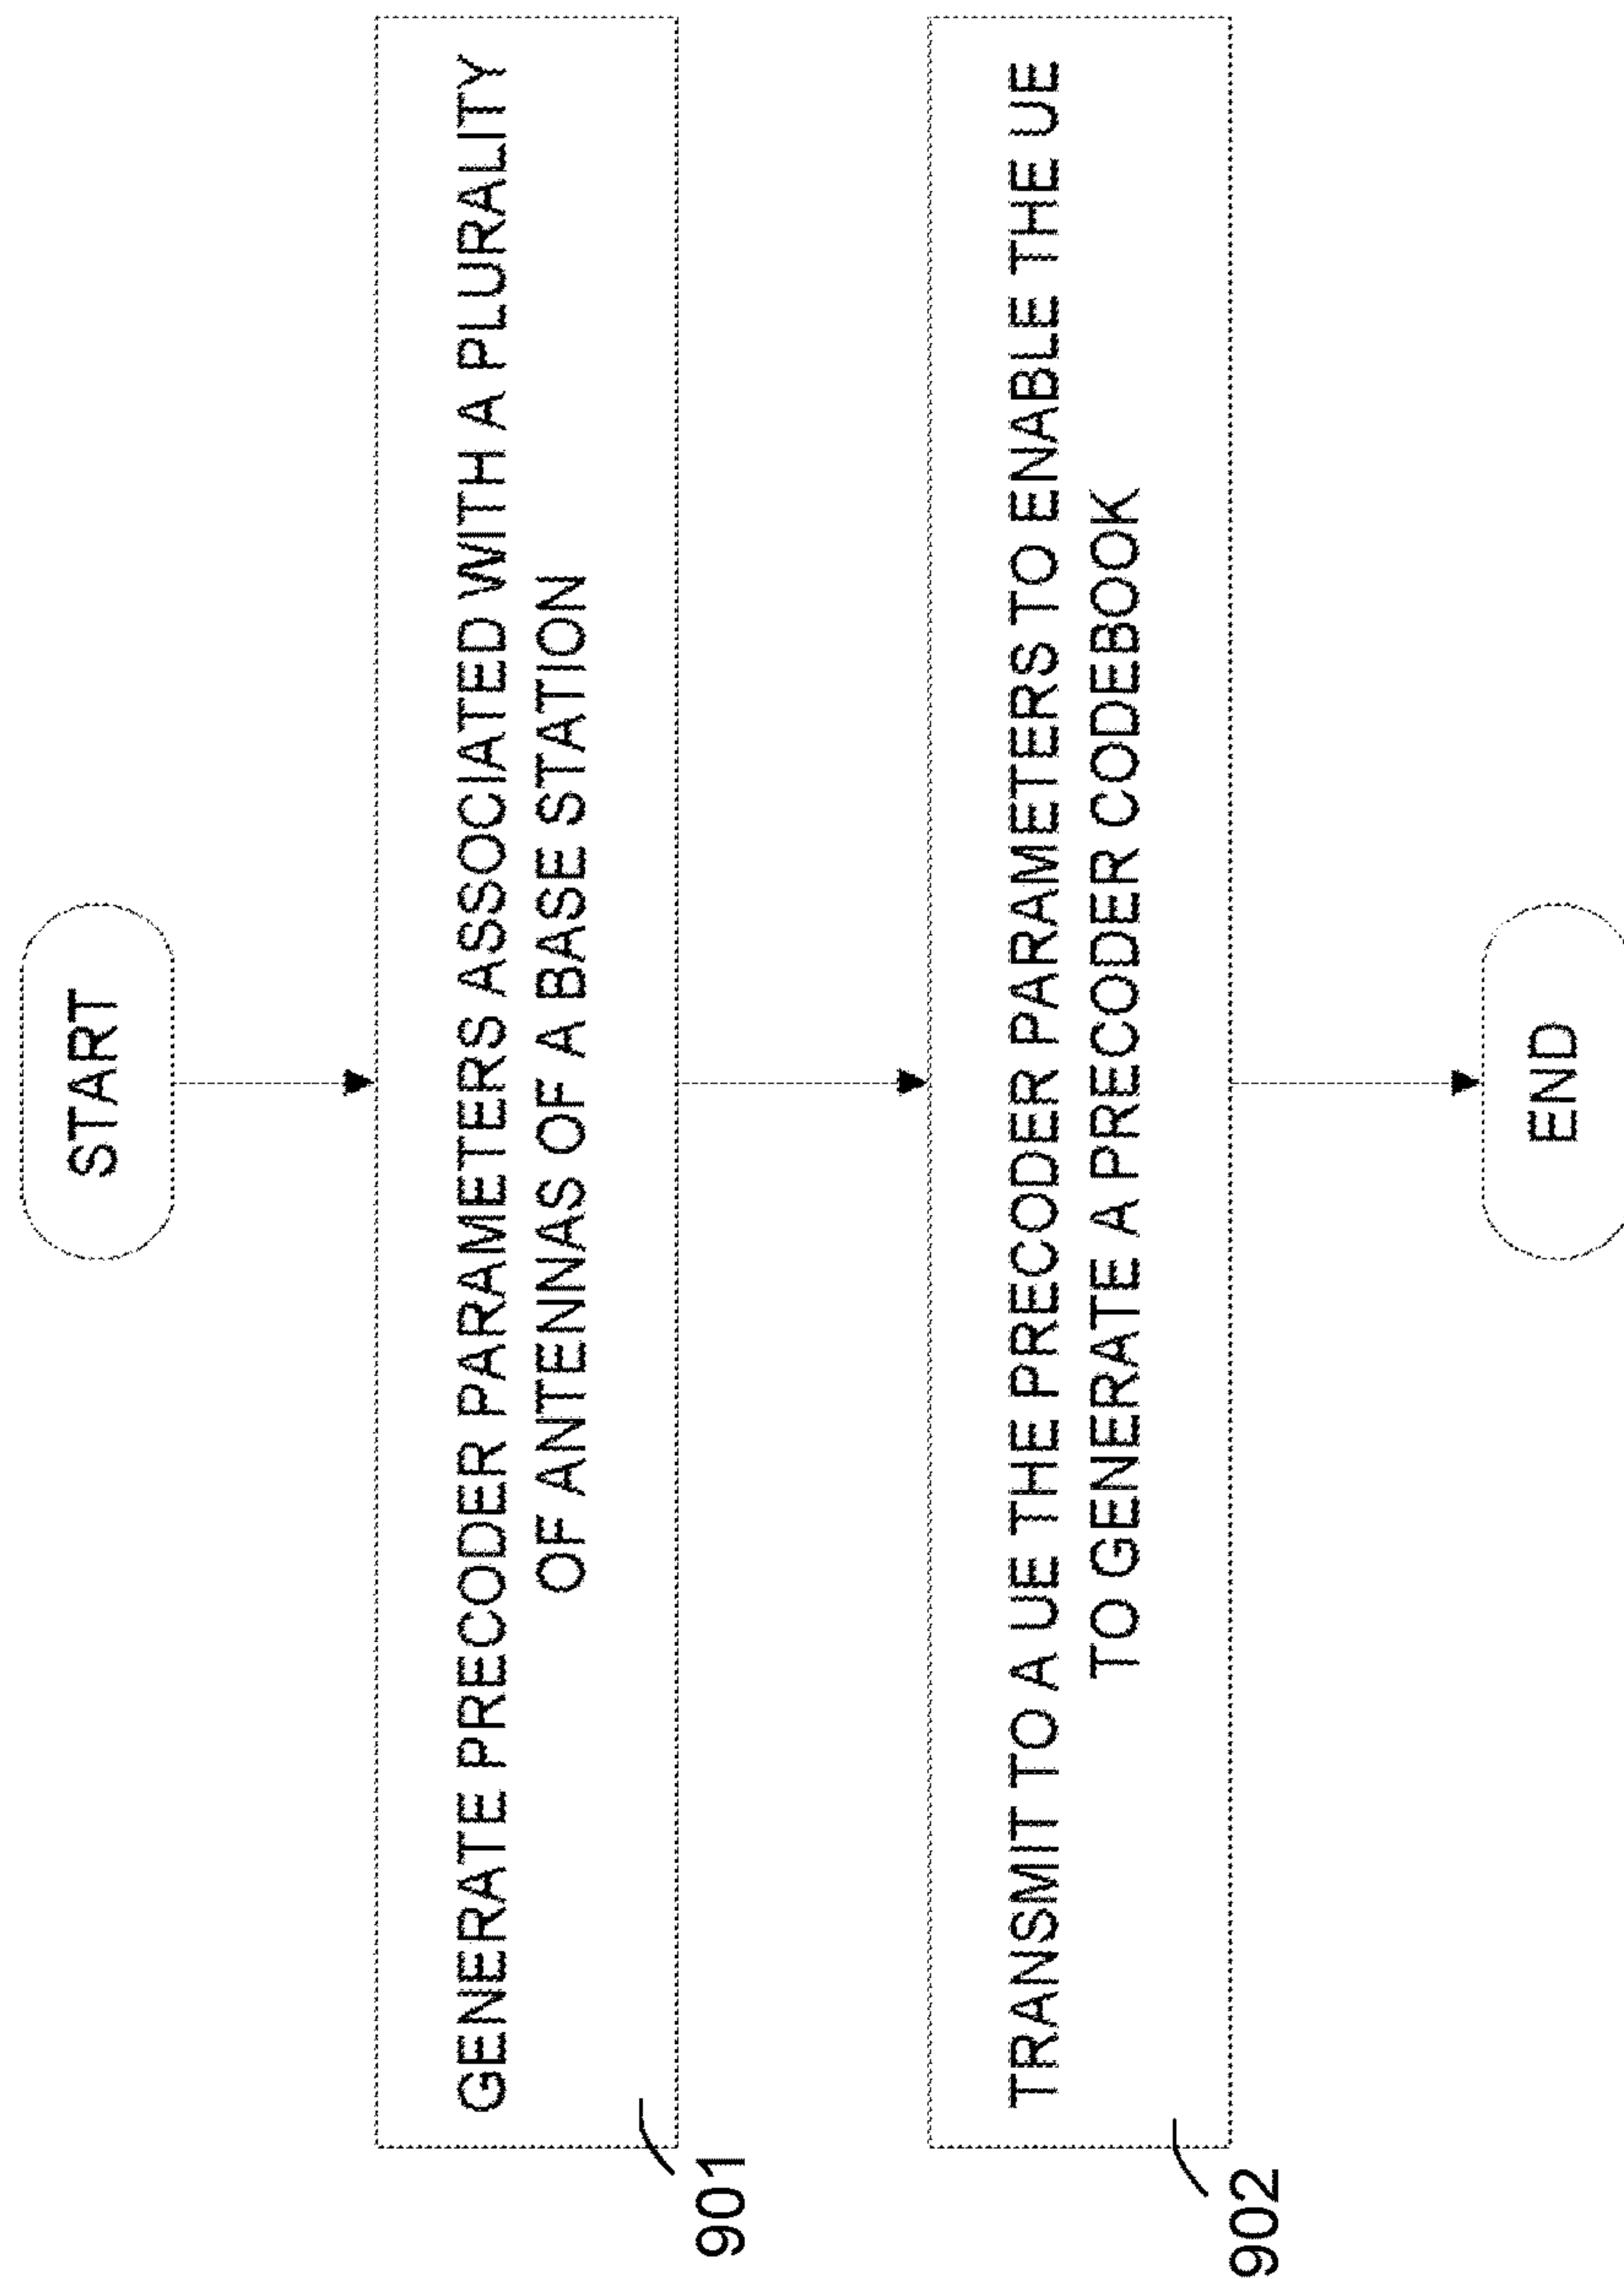 START
GENERATE PRECODER PARAMETERS ASSOCIATED WITH A PLURALITY
OF ANTENNAS OF A BASE STATION
901
TRANSMIT TO A UE THE PRECODER PARAMETERS TO ENABLE THE UE
TO GENERATE A PRECODER CODEBOOK
902
END